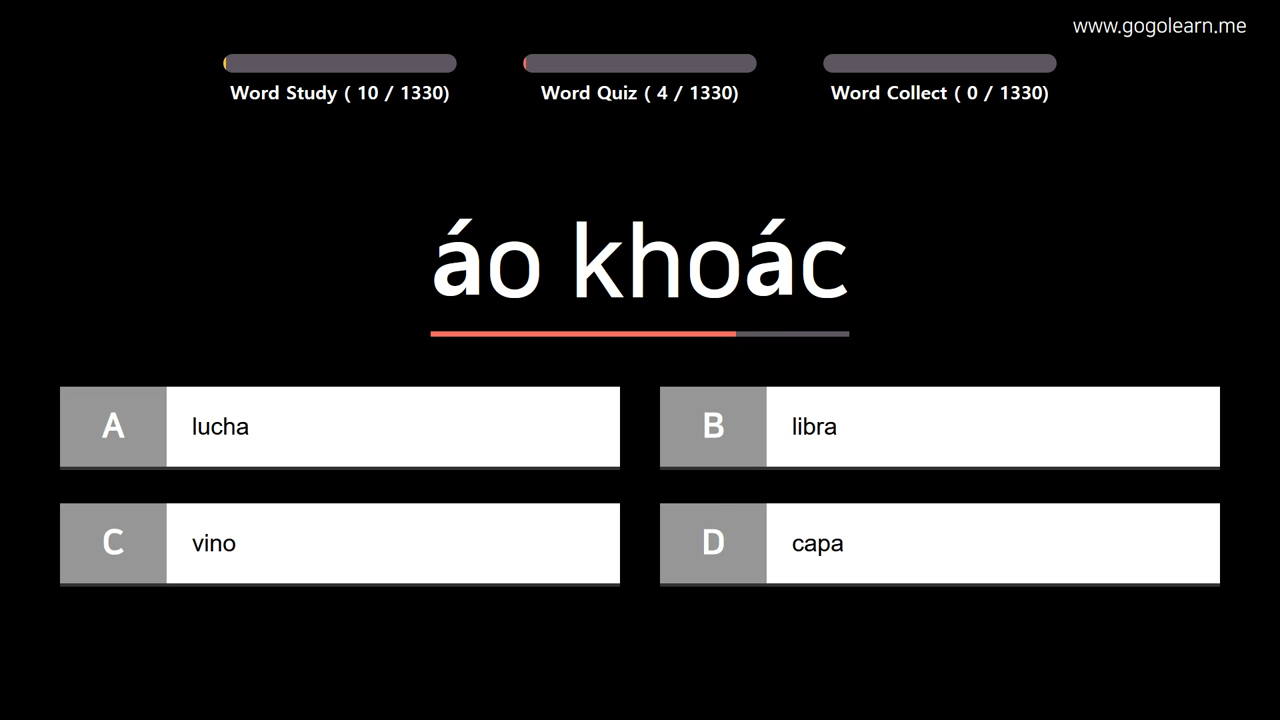 www.gogolearn.me
Word Study ( 10 / 1330)
Word Quiz ( 4 / 1330)
Word Collect ( 0 / 1330)
áo khoác
A lucha
B libra
C vino
D capa